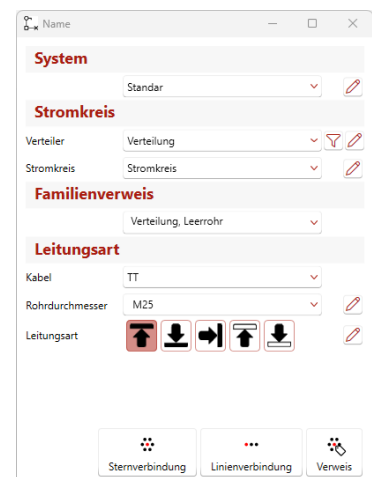 Name
System
Standar
Stromkreis
Verteiler Verteilung
Stromkreis Stromkreis
Familienverweis
Verteilung, Leerrohr
Leitungsart
Kabel TT
Rohrdurchmesser M25
Leitungsart
Sternverbindung Linienverbindung Verweis